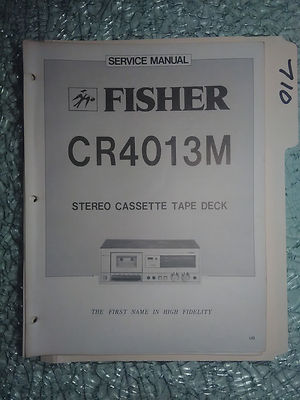 SERVICE MANUAL
710
FISHER
CR4013M
STEREO CASSETTE TAPE DECK
THE FIRST NAME IN HIGH FIDELITY